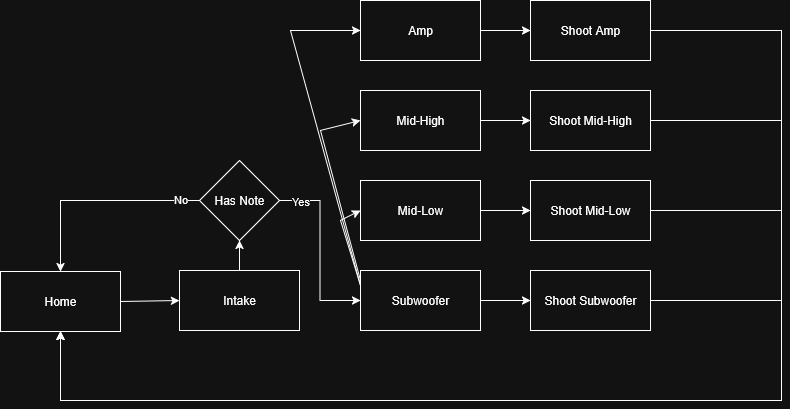 Amp
Shoot Amp
Mid-High
Shoot Mid-High
No
Has Note
Yes
Mid-Low
Shoot Mid-Low
Home
Intake
Subwoofer
Shoot Subwoofer